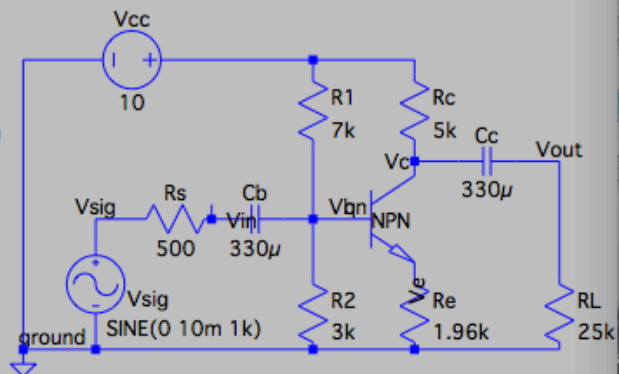 Vcc
10
R1
7k
Rc
5k
Cc
330µ
Vc
Vout
Vsig
Rs
500
Vin
Cb
330µ
NPN
Vsig
SINE(0 10m 1k)
R2
3k
Ve
Re
1.96k
RL
25k
ground